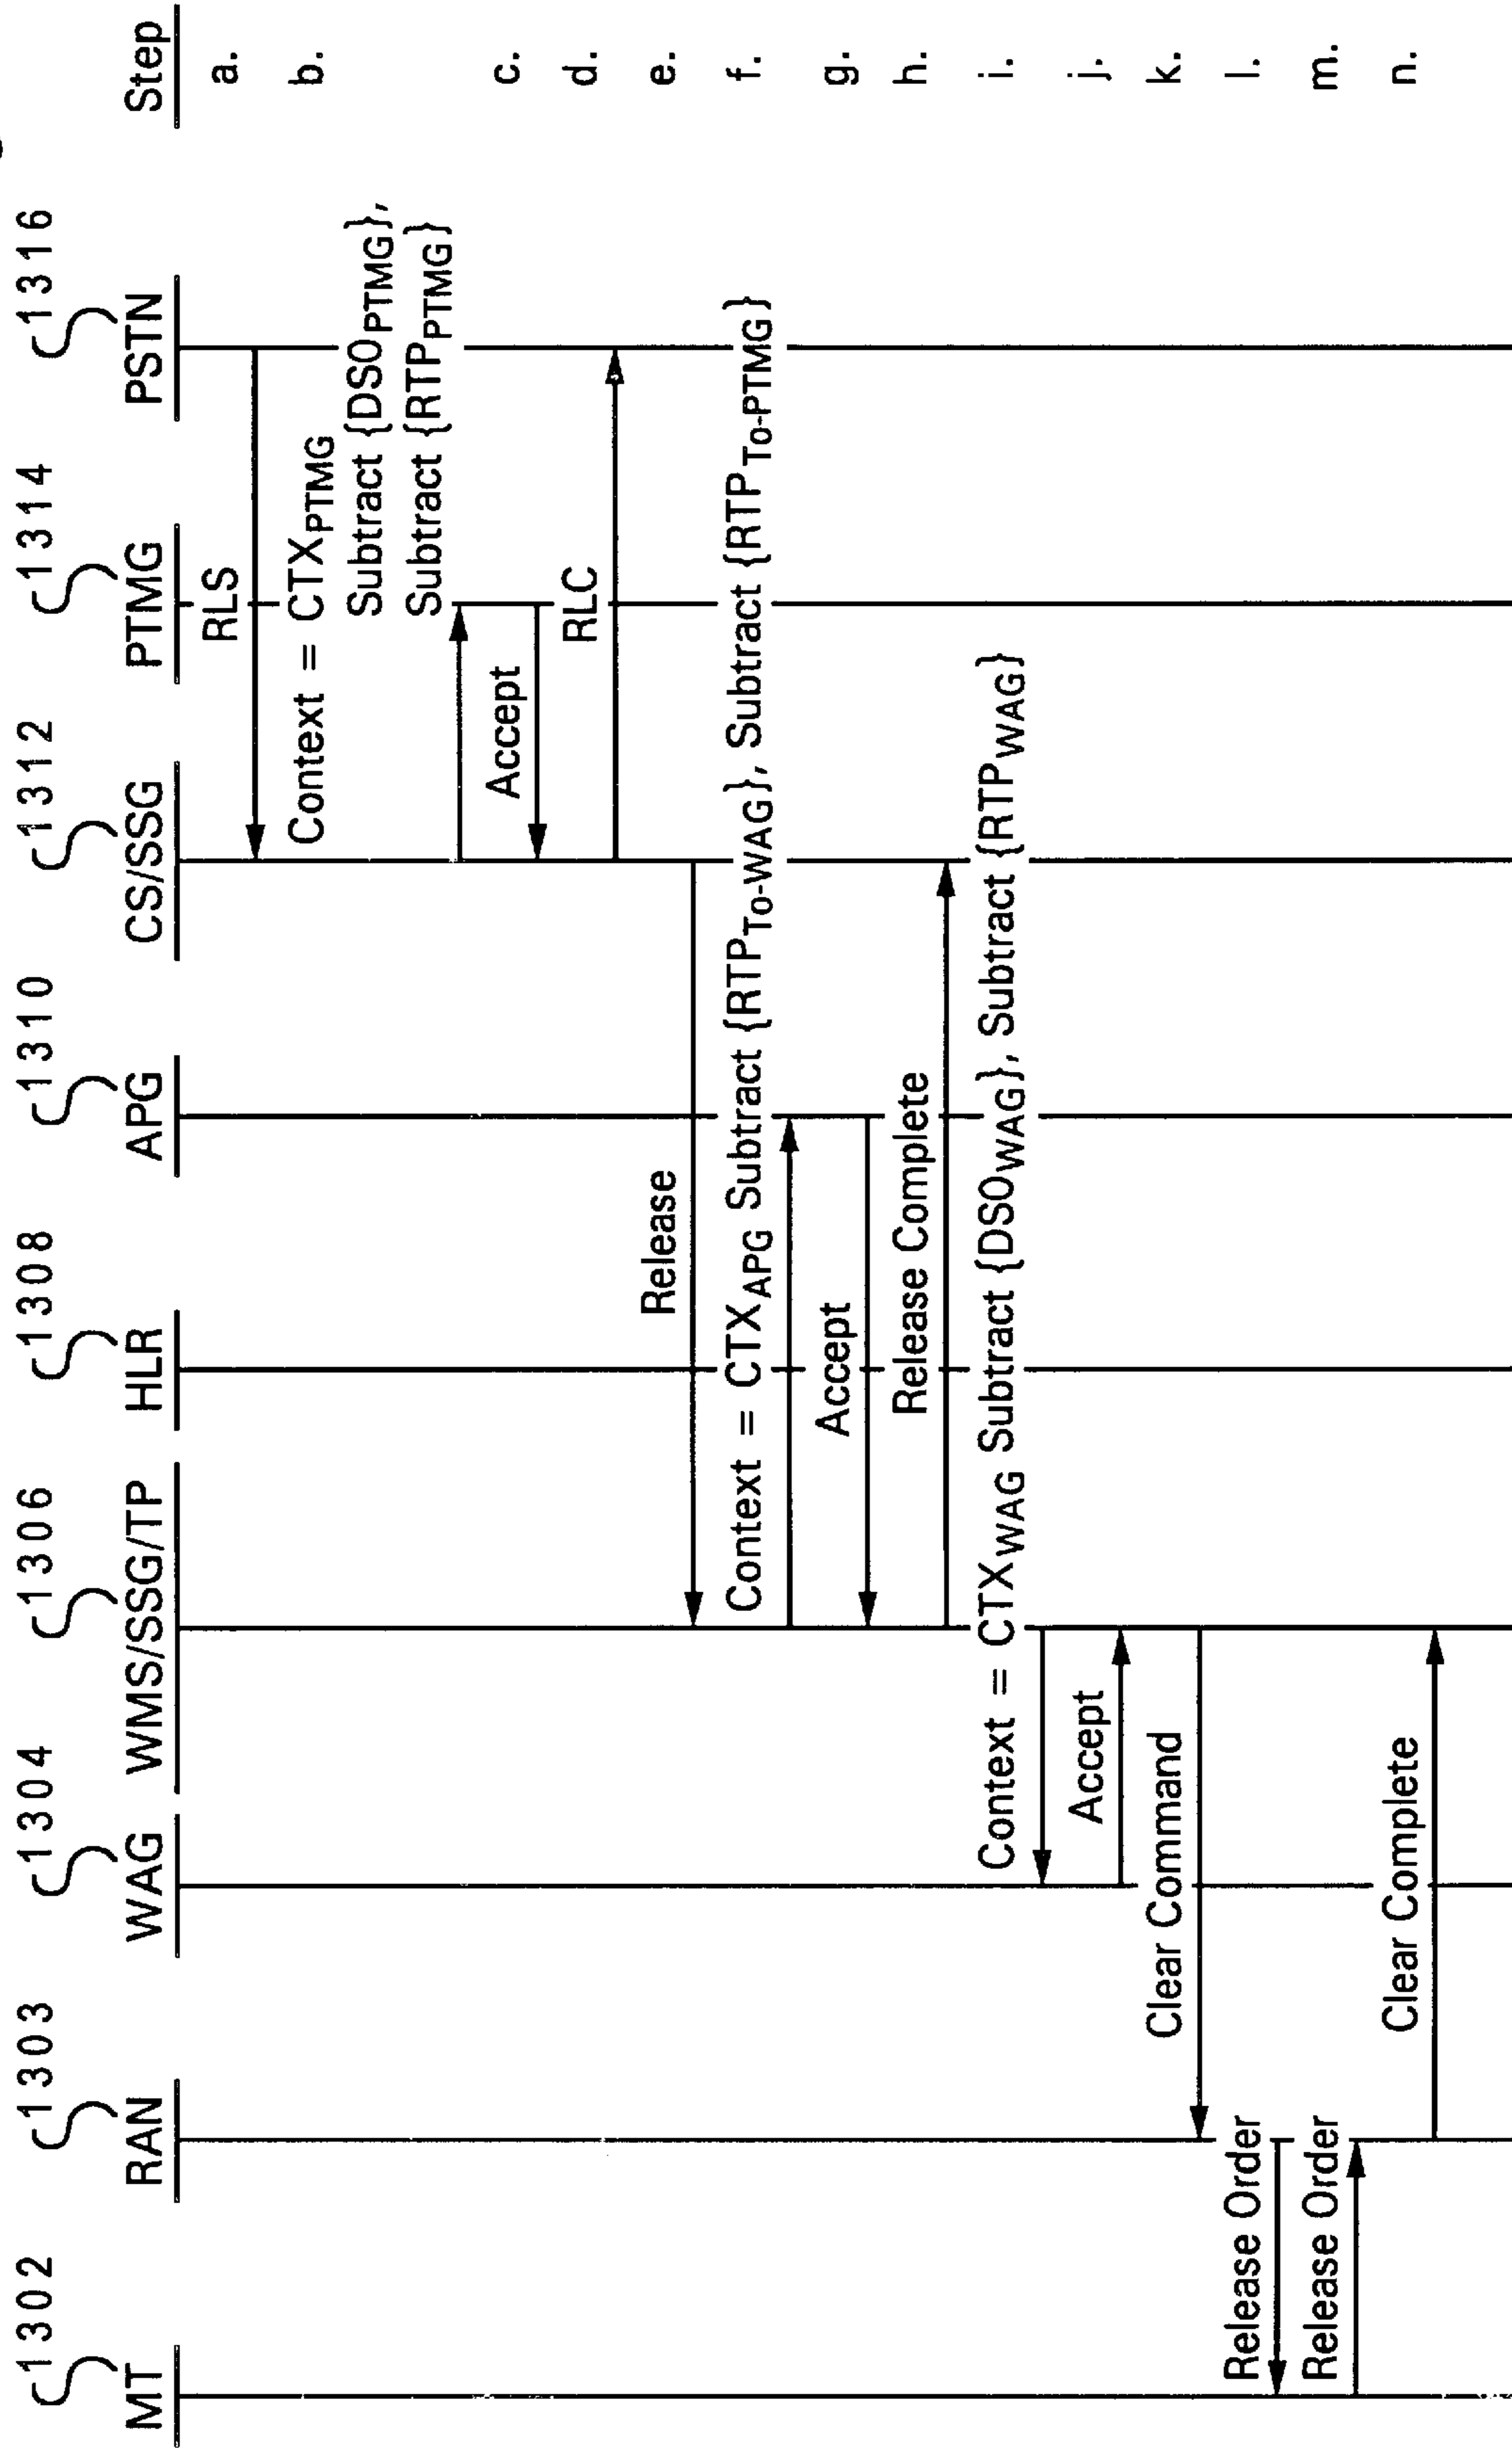 1302 1303 1304 1306 1308 1310 1312 1314 1316
MT RAN WAG WMS/SSG/TP HLR APG CS/SSG PTMG PSTN Step
RLS a.
Context = CTXPTMG b.
Subtract {DS0PTMG},
Subtract {RTPPTMG}
Accept c.
RLC d.
Release e.
Context = CTXAPG Subtract {RTPTo-WAG}, Subtract {RTPTo-PTMG} f.
Accept g.
Release Complete h.
Context = CTXWAG Subtract {DS0WAG}, Subtract {RTPWAG} i.
Accept j.
Clear Command k.
Release Order l.
Release Order m.
Clear Complete n.